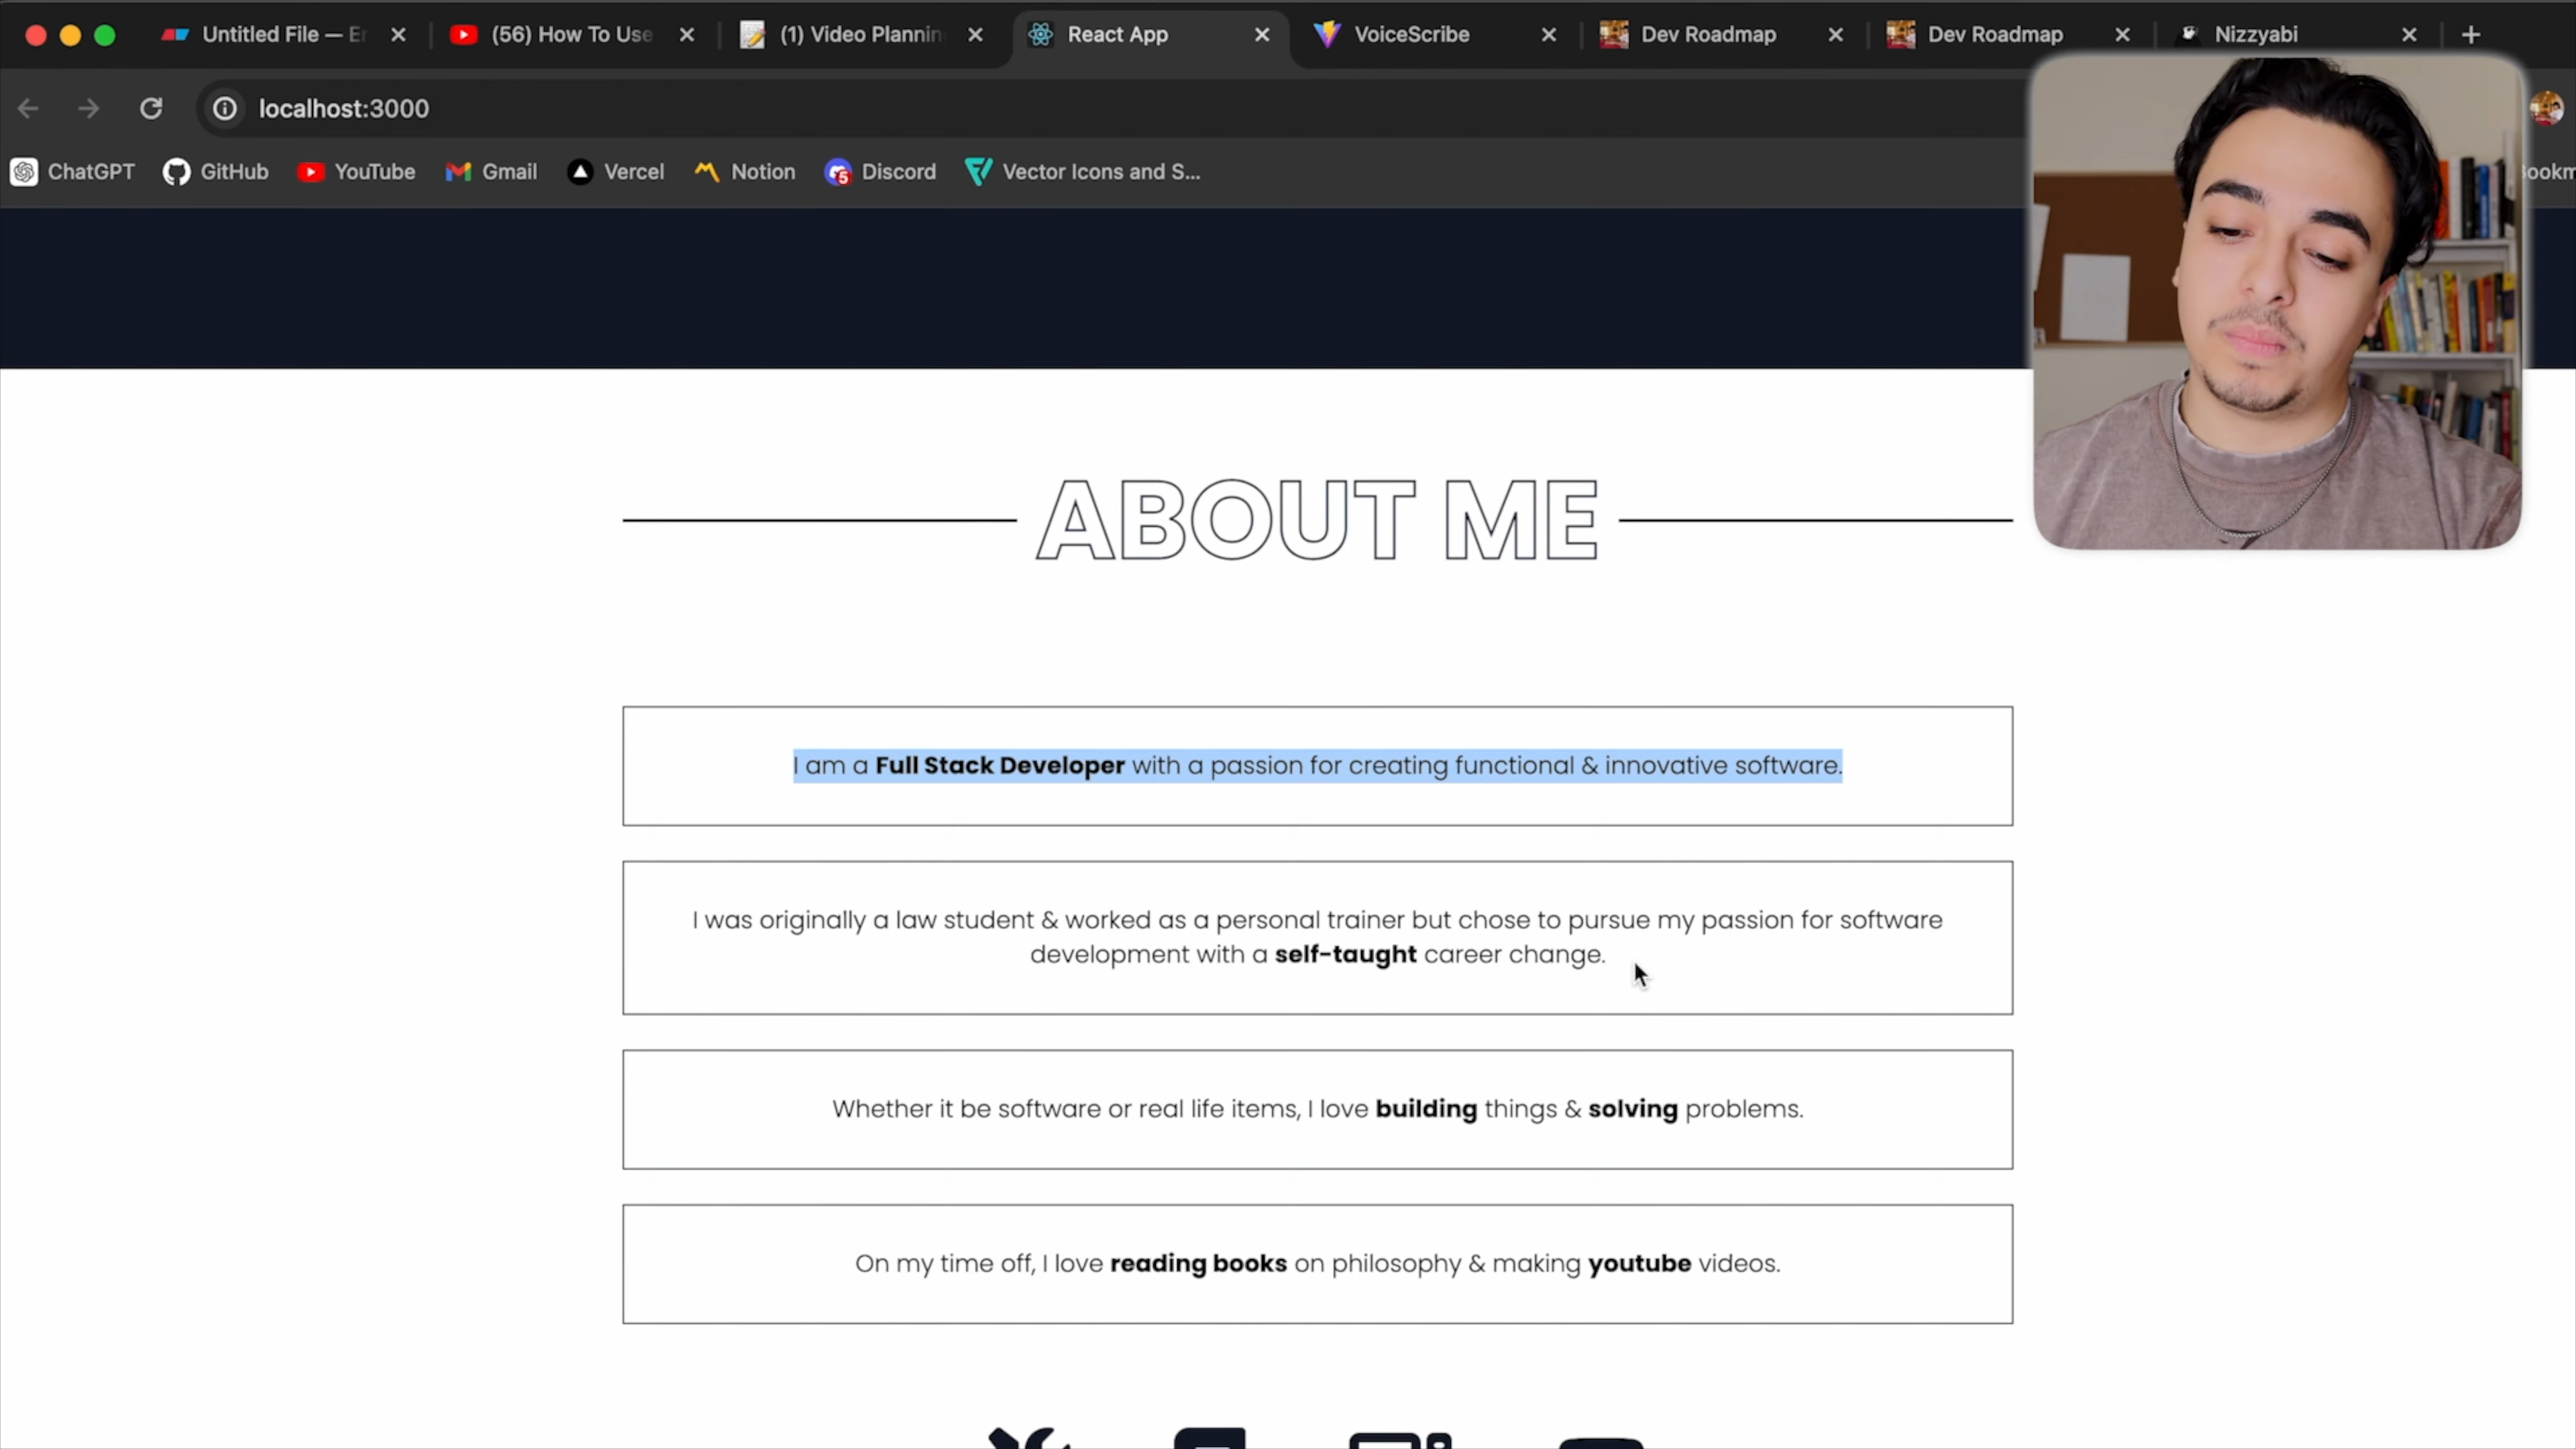 Untitled File — E
(56) How To Use
(1) Video Plannin
React App
VoiceScribe
Dev Roadmap
Dev Roadmap
Nizzyabi
localhost:3000
ChatGPT
GitHub
YouTube
Gmail
Vercel
Notion
5
Discord
Vector Icons and S...
Bookm
ABOUT ME
I am a Full Stack Developer with a passion for creating functional & innovative software.
I was originally a law student & worked as a personal trainer but chose to pursue my passion for software
development with a self-taught career change.
Whether it be software or real life items, I love building things & solving problems.
On my time off, I love reading books on philosophy & making youtube videos.